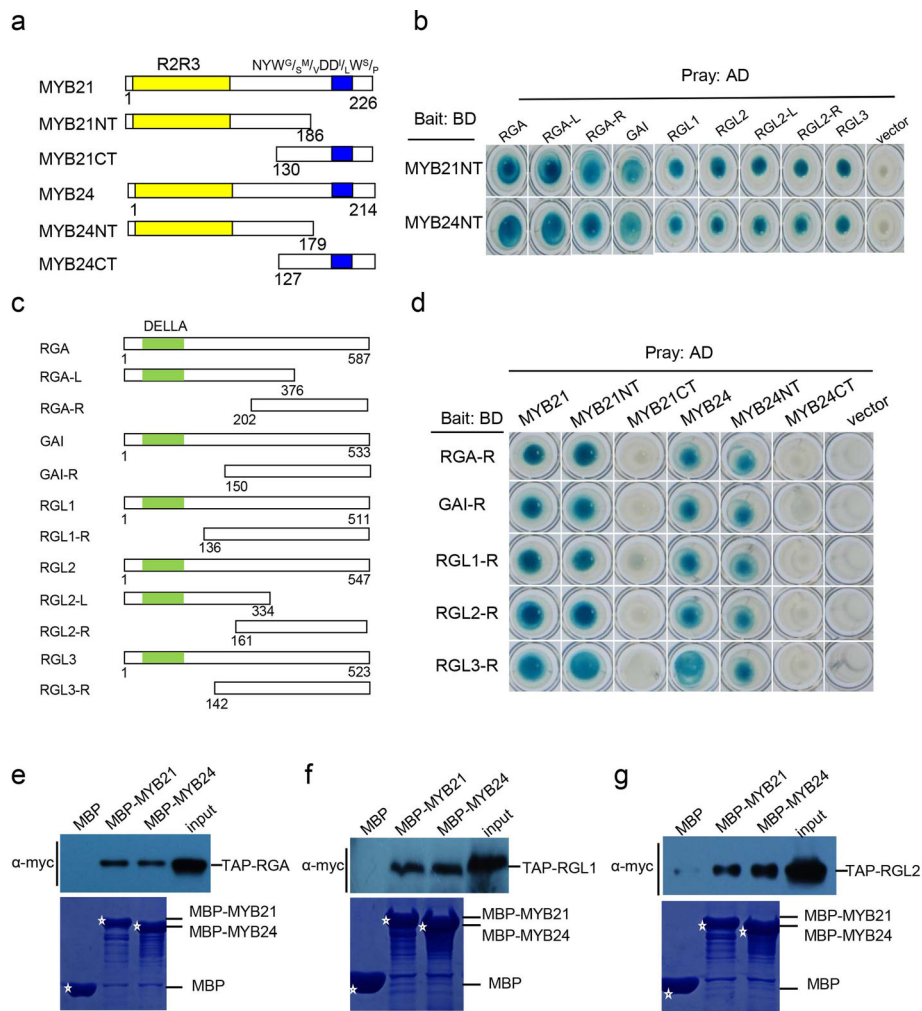 a
R2R3
NYWG/SM/VDDI/LWS/P
MYB21
1
226
MYB21NT
186
MYB21CT
130
MYB24
1
214
MYB24NT
179
MYB24CT
127
b
Pray: AD
Bait: BD
RGA RGA-L RGA-R GAI RGL1 RGL2 RGL2-L RGL2-R RGL3 vector
MYB21NT
MYB24NT
c
DELLA
RGA
1 587
RGA-L
376
RGA-R
202
GAI
1 533
GAI-R
150
RGL1
1 511
RGL1-R
136
RGL2
1 547
RGL2-L
334
RGL2-R
161
RGL3
1 523
RGL3-R
142
d
Pray: AD
Bait: BD
MYB21 MYB21NT MYB21CT MYB24 MYB24NT MYB24CT vector
RGA-R
GAI-R
RGL1-R
RGL2-R
RGL3-R
e
MBP MBP-MYB21 MBP-MYB24 input
α-myc
TAP-RGA
MBP-MYB21
MBP-MYB24
MBP
f
MBP MBP-MYB21 MBP-MYB24 input
α-myc
TAP-RGL1
MBP-MYB21
MBP-MYB24
MBP
g
MBP MBP-MYB21 MBP-MYB24 input
α-myc
TAP-RGL2
MBP-MYB21
MBP-MYB24
MBP